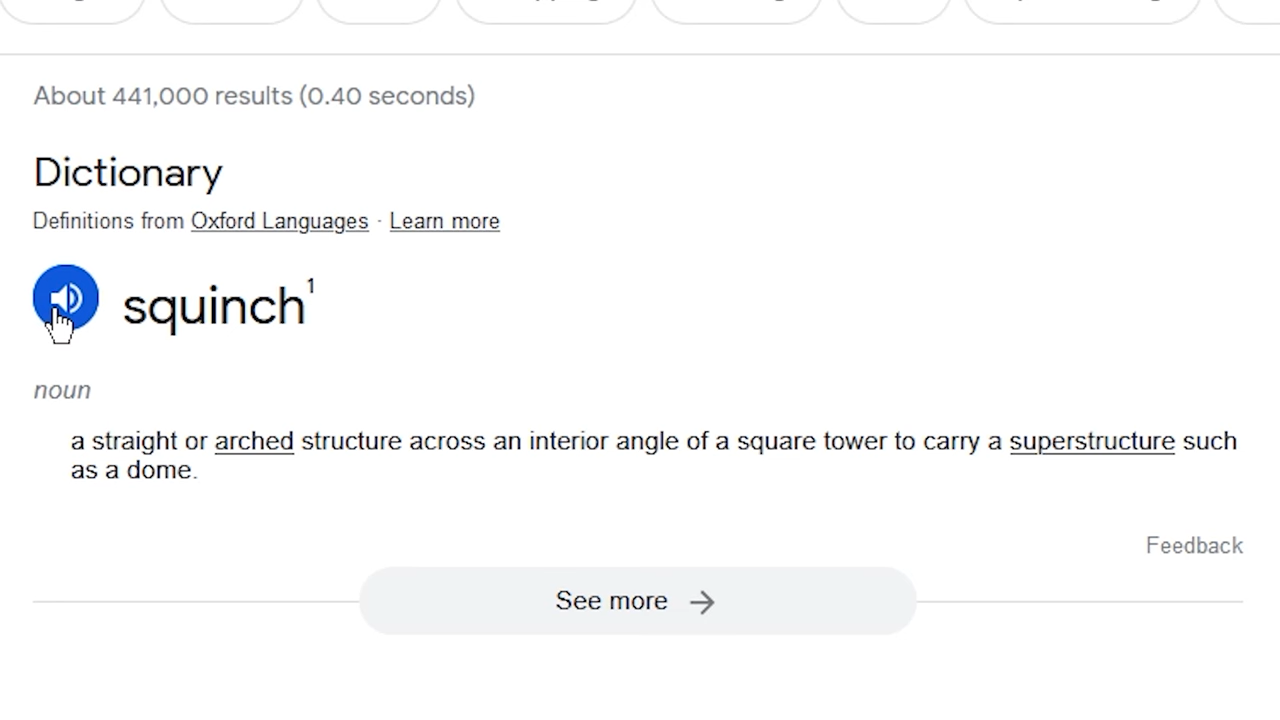 About 441,000 results (0.40 seconds)
Dictionary
Definitions from Oxford Languages · Learn more
squinch¹
noun
a straight or arched structure across an interior angle of a square tower to carry a superstructure such
as a dome.
Feedback
See more →